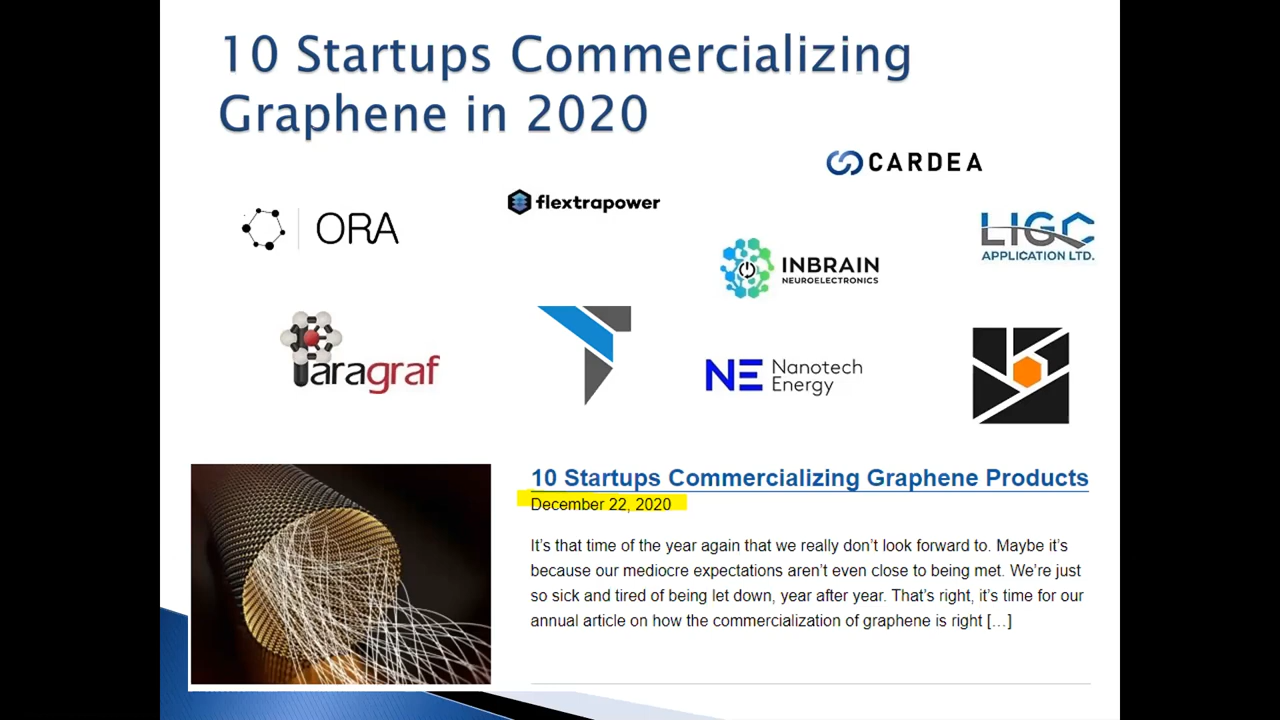 10 Startups Commercializing
Graphene in 2020
CARDEA
flextrapower
ORA
LIGC
APPLICATION LTD.
INBRAIN
NEUROELECTRONICS
Paragraf
NE Nanotech
Energy
10 Startups Commercializing Graphene Products
December 22, 2020
It’s that time of the year again that we really don’t look forward to. Maybe it’s
because our mediocre expectations aren’t even close to being met. We’re just
so sick and tired of being let down, year after year. That’s right, it’s time for our
annual article on how the commercialization of graphene is right […]